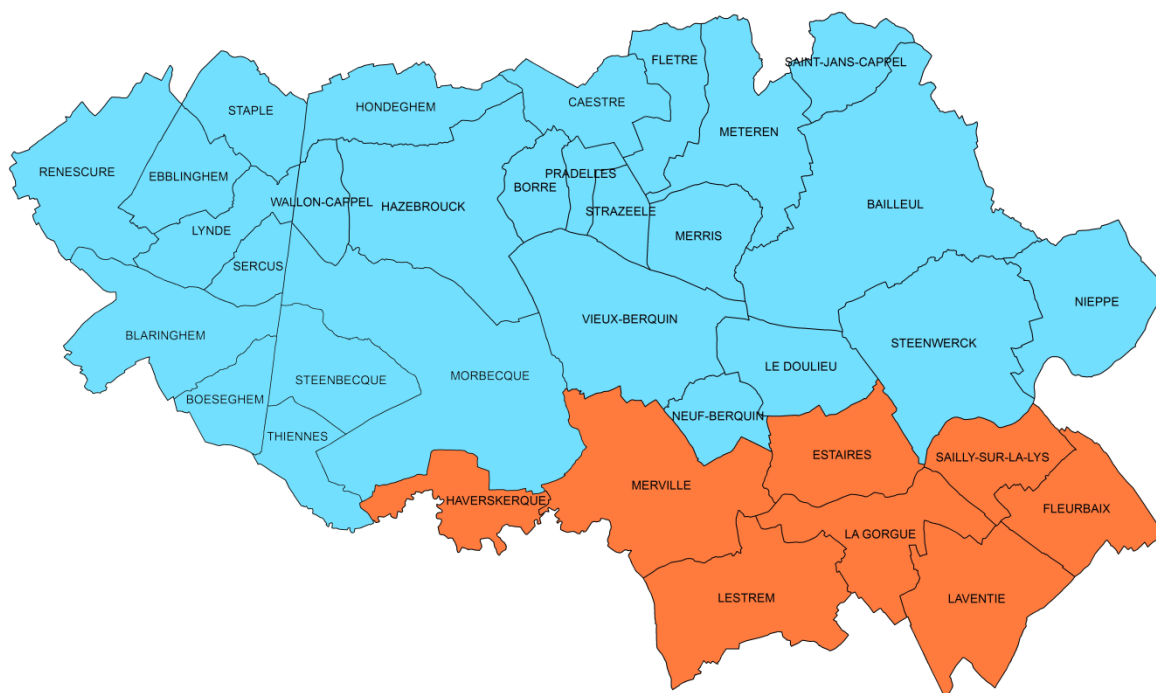 FLETRE
SAINT-JANS-CAPPEL
CAESTRE
HONDEGHEM
STAPLE
METEREN
RENESCURE
EBBLINGHEM
PRADELLES
BORRE
WALLON-CAPPEL
HAZEBROUCK
STRAZEELE
BAILLEUL
LYNDE
MERRIS
SERCUS
NIEPPE
VIEUX-BERQUIN
BLARINGHEM
STEENWERCK
LE DOULIEU
STEENBECQUE
MORBECQUE
BOESEGHEM
NEUF-BERQUIN
THIENNES
ESTAIRES
SAILLY-SUR-LA-LYS
MERVILLE
HAVERSKERQUE
FLEURBAIX
LA GORGUE
LESTREM
LAVENTIE